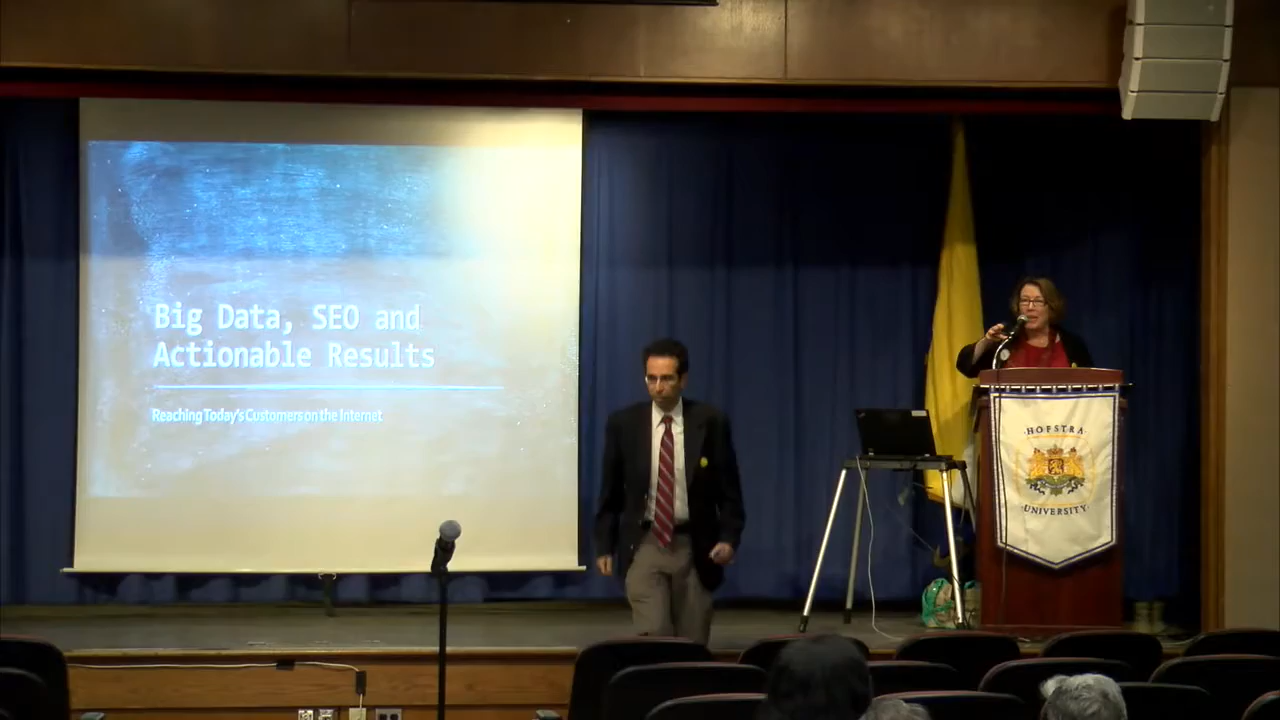 Big Data, SEO and
Actionable Results
Reaching Today's Customers on the Internet
·HOFSTRA·
·UNIVERSITY·